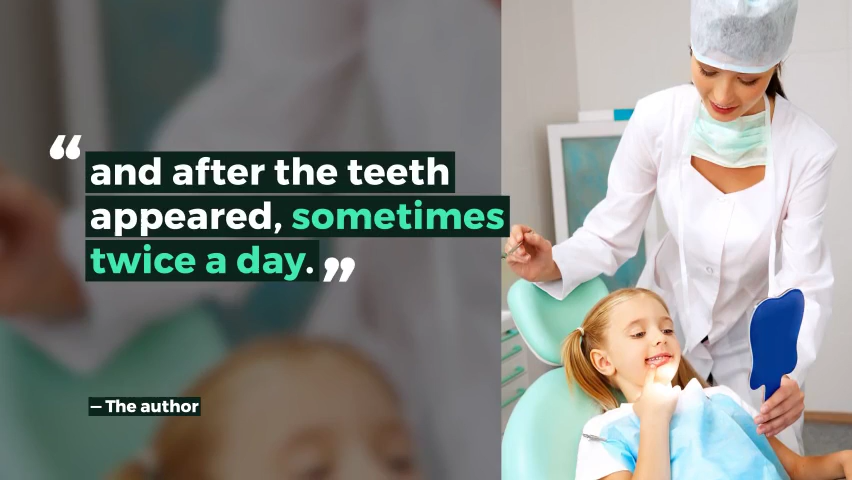 “ and after the teeth
appeared, sometimes
twice a day. ”
– The author